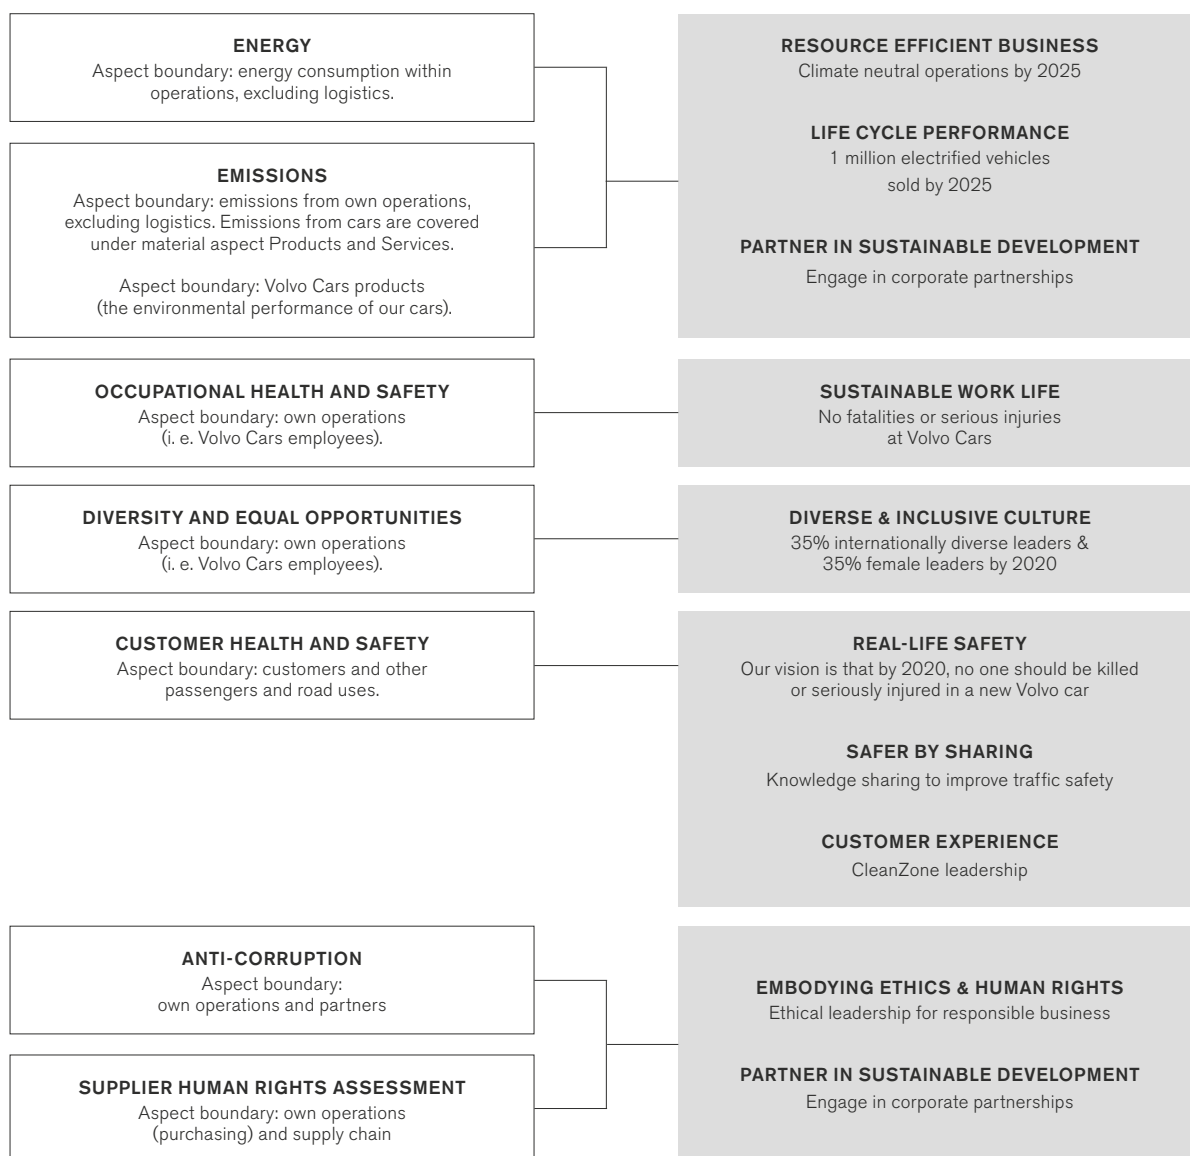 ENERGY
Aspect boundary: energy consumption within
operations, excluding logistics.
EMISSIONS
Aspect boundary: emissions from own operations,
excluding logistics. Emissions from cars are covered
under material aspect Products and Services.
Aspect boundary: Volvo Cars products
(the environmental performance of our cars).
RESOURCE EFFICIENT BUSINESS
Climate neutral operations by 2025
LIFE CYCLE PERFORMANCE
1 million electrified vehicles
sold by 2025
PARTNER IN SUSTAINABLE DEVELOPMENT
Engage in corporate partnerships
OCCUPATIONAL HEALTH AND SAFETY
Aspect boundary: own operations
(i. e. Volvo Cars employees).
SUSTAINABLE WORK LIFE
No fatalities or serious injuries
at Volvo Cars
DIVERSITY AND EQUAL OPPORTUNITIES
Aspect boundary: own operations
(i. e. Volvo Cars employees).
DIVERSE & INCLUSIVE CULTURE
35% internationally diverse leaders &
35% female leaders by 2020
CUSTOMER HEALTH AND SAFETY
Aspect boundary: customers and other
passengers and road uses.
REAL-LIFE SAFETY
Our vision is that by 2020, no one should be killed
or seriously injured in a new Volvo car
SAFER BY SHARING
Knowledge sharing to improve traffic safety
CUSTOMER EXPERIENCE
CleanZone leadership
ANTI-CORRUPTION
Aspect boundary:
own operations and partners
SUPPLIER HUMAN RIGHTS ASSESSMENT
Aspect boundary: own operations
(purchasing) and supply chain
EMBODYING ETHICS & HUMAN RIGHTS
Ethical leadership for responsible business
PARTNER IN SUSTAINABLE DEVELOPMENT
Engage in corporate partnerships